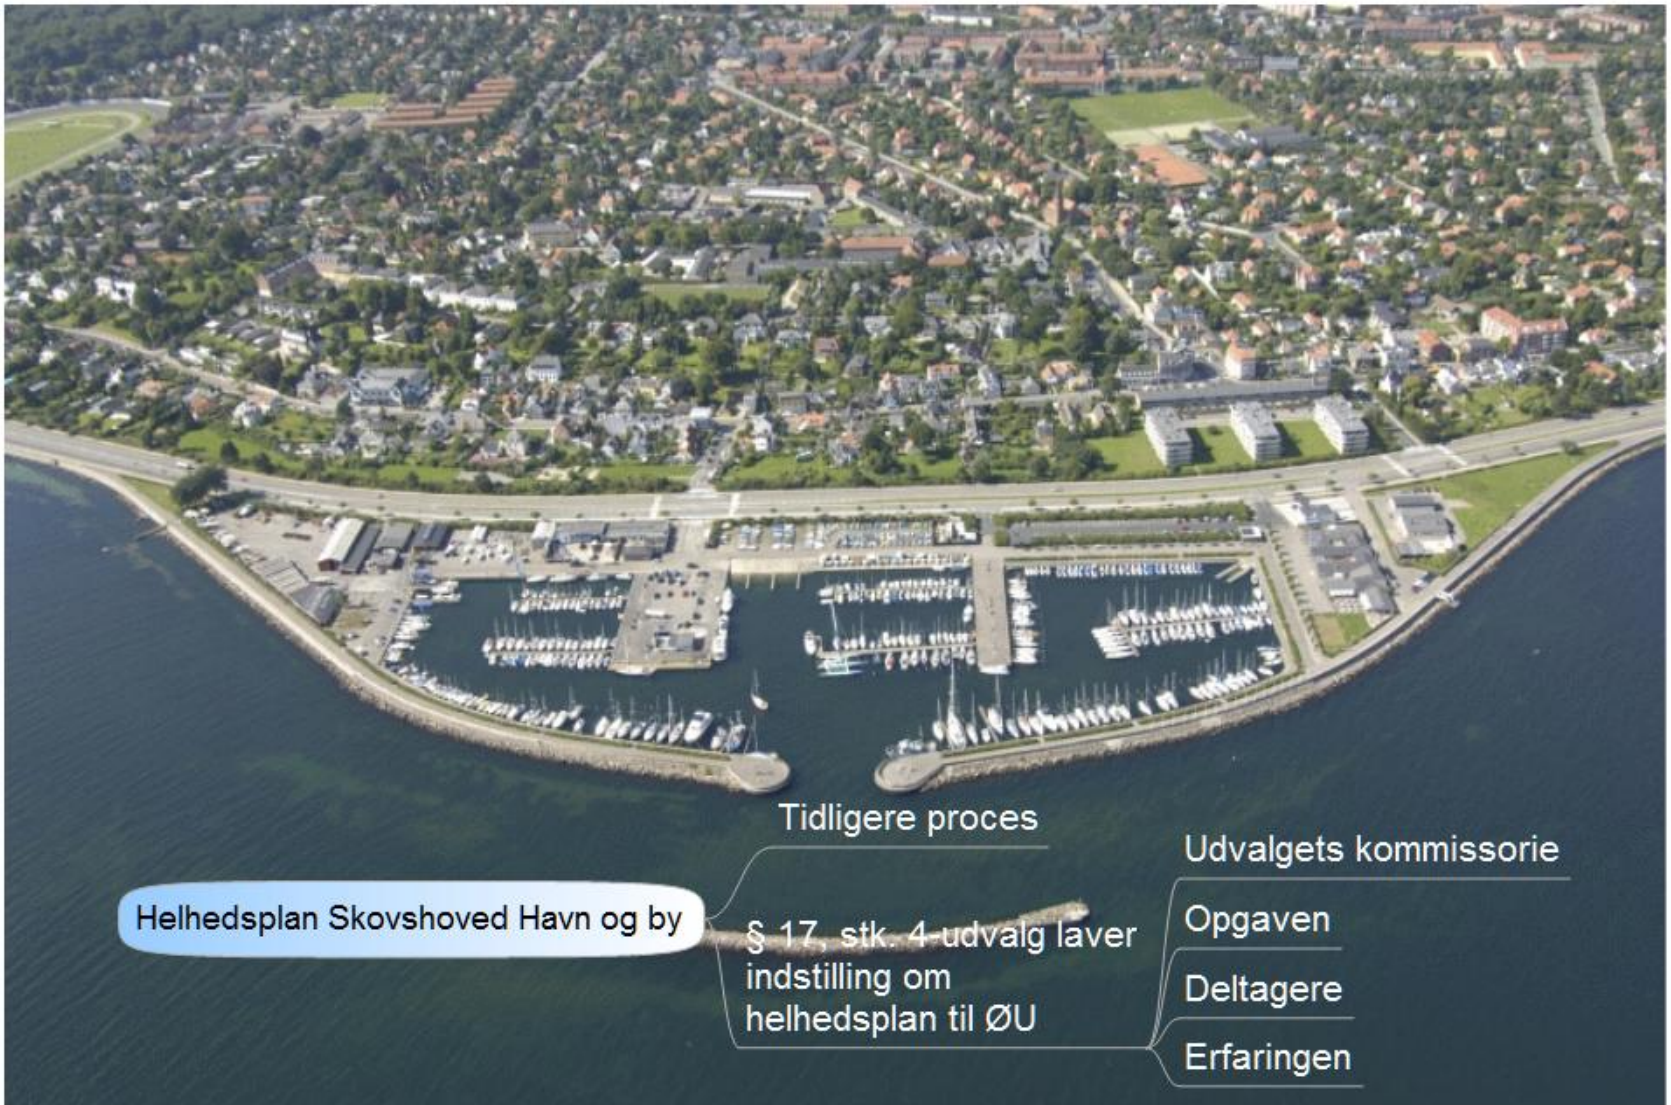 Tidligere proces
Helhedsplan Skovshoved Havn og by
§ 17, stk. 4-udvalg laver
indstilling om
helhedsplan til ØU
Udvalgets kommissorie
Opgaven
Deltagere
Erfaringen